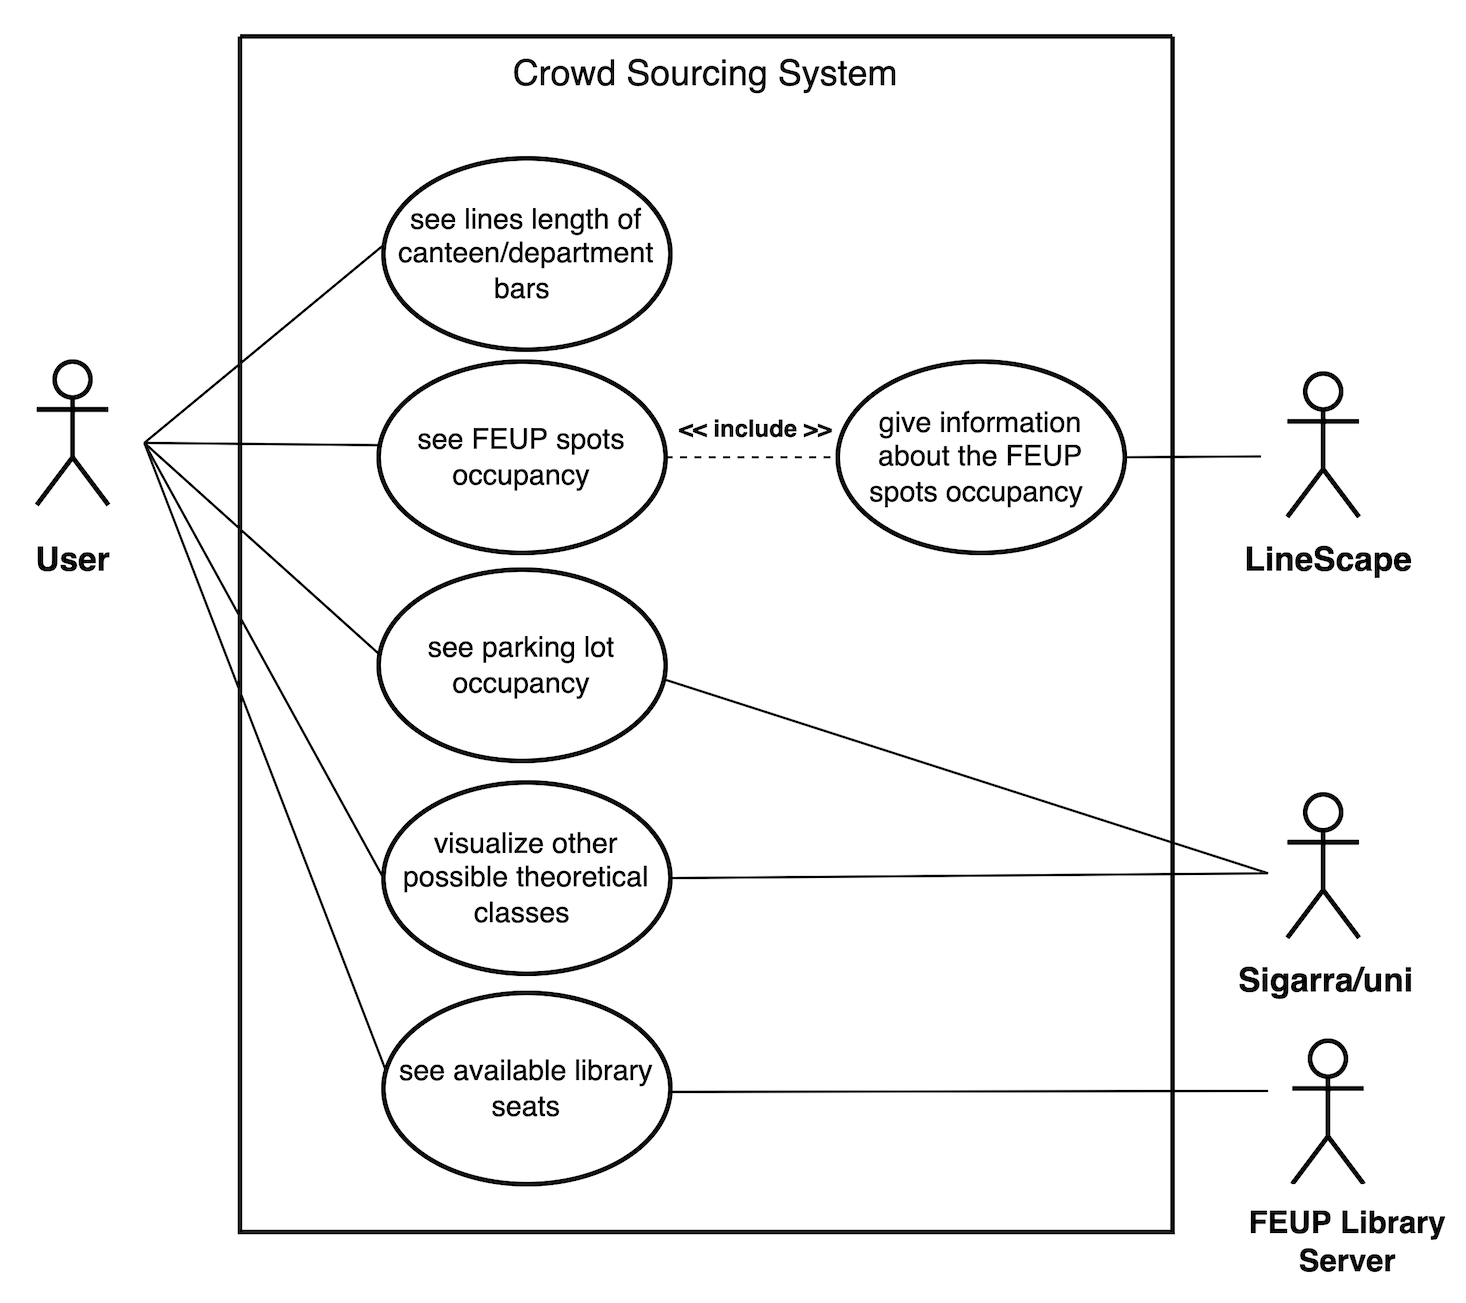 Crowd Sourcing System
see lines length of
canteen/department
bars
see FEUP spots
occupancy
<< include >>
give information
about the FEUP
spots occupancy
User
LineScape
see parking lot
occupancy
visualize other
possible theoretical
classes
Sigarra/uni
see available library
seats
FEUP Library
Server